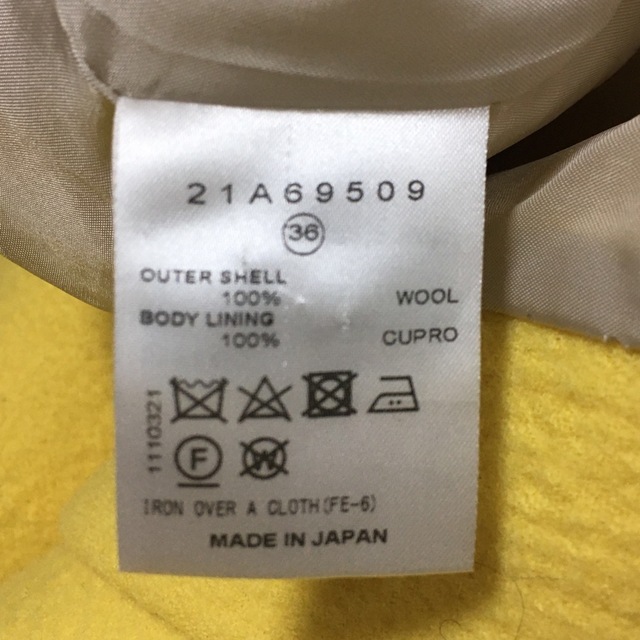 21A69509
36
OUTER SHELL
100% WOOL
BODY LINING
100% CUPRO
1110321
F W
IRON OVER A CLOTH(FE-6)
MADE IN JAPAN